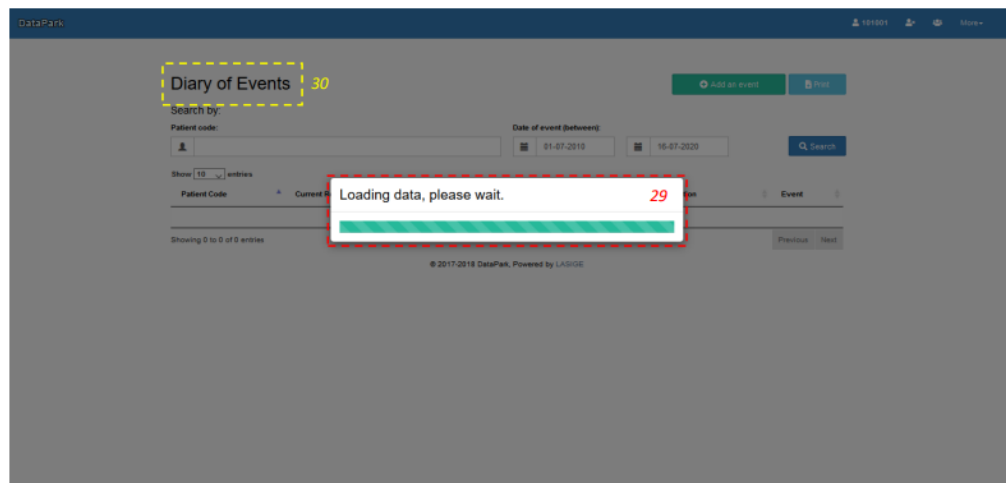 DataPark 101001 More
Diary of Events 30
Add an event Print
Search by:
Patient code: Date of event (between):
01-07-2010 16-07-2020 Search
Show 10 entries
Patient Code Current Event
Loading data, please wait. 29
Showing 0 to 0 of 0 entries Previous Next
© 2017-2018 DataPark, Powered by LASIGE